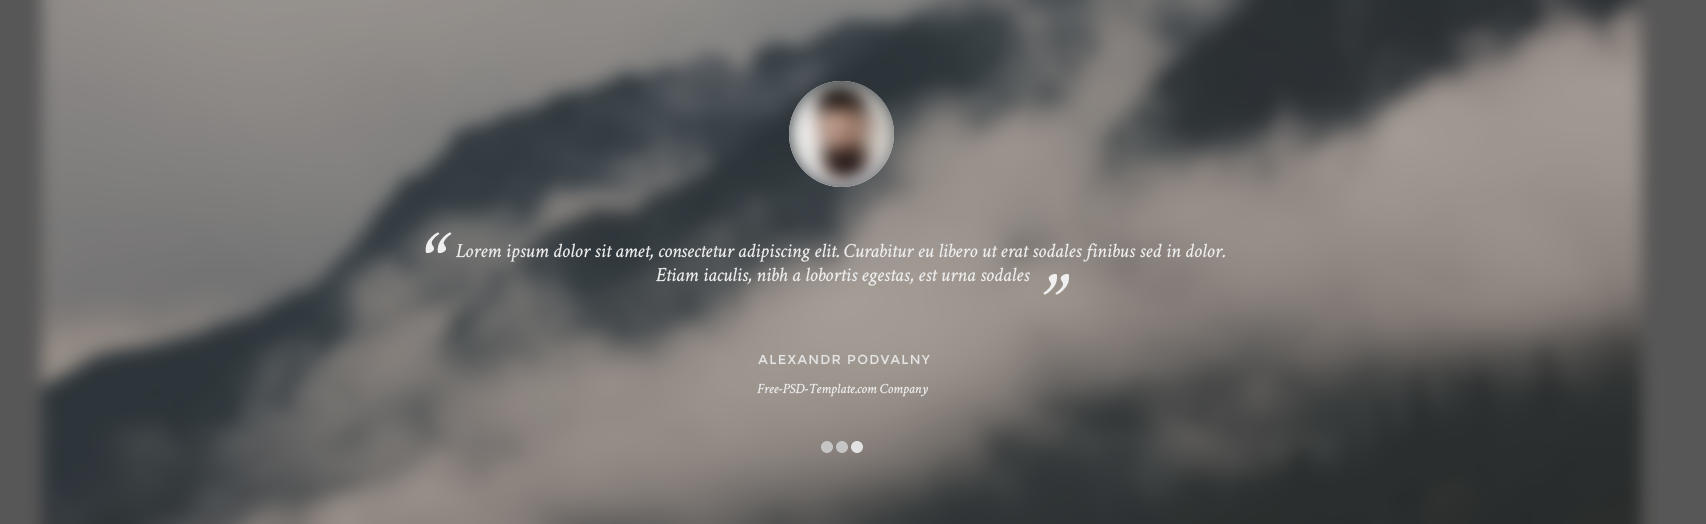 “ Lorem ipsum dolor sit amet, consectetur adipiscing elit. Curabitur eu libero ut erat sodales finibus sed in dolor.
Etiam iaculis, nibh a lobortis egestas, est urna sodales ”
ALEXANDR PODVALNY
Free-PSD-Template.com Company